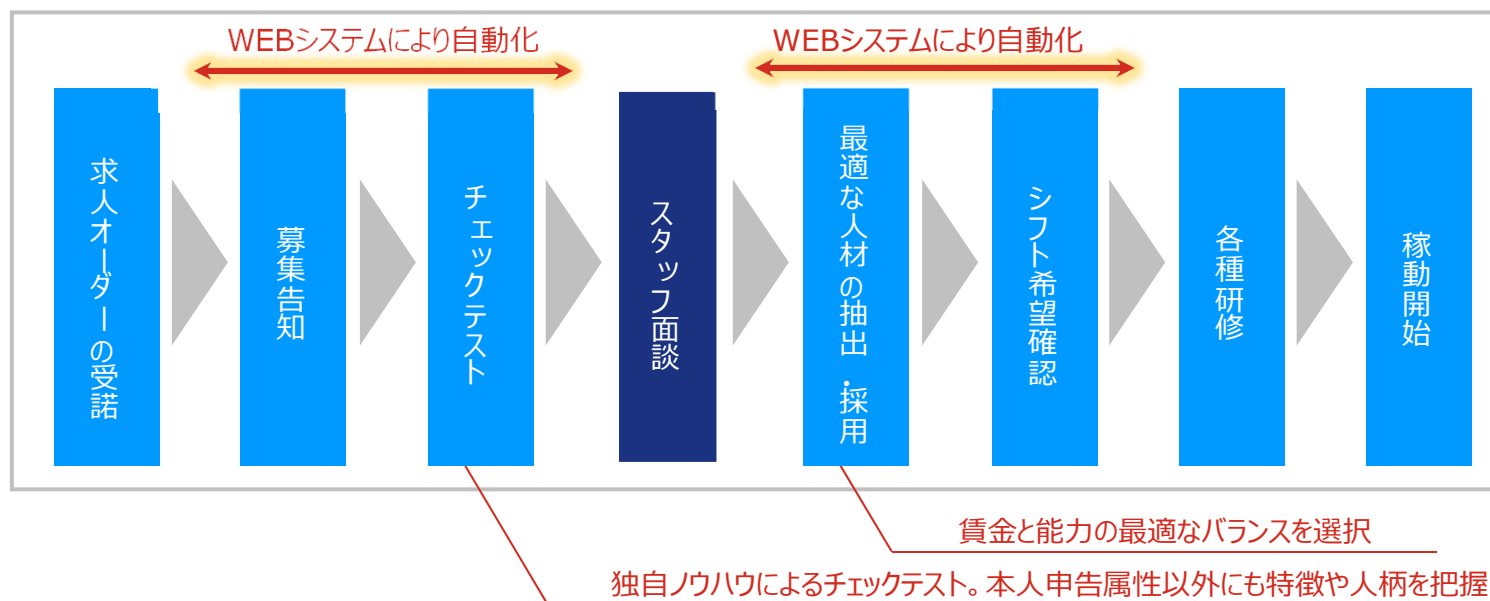 WEBシステムにより自動化
WEBシステムにより自動化
求人オーダーの受諾
募集告知
チェックテスト
スタッフ面談
最適な人材の抽出・採用
シフト希望確認
各種研修
稼動開始
賃金と能力の最適なバランスを選択
独自ノウハウによるチェックテスト。本人申告属性以外にも特徴や人柄を把握